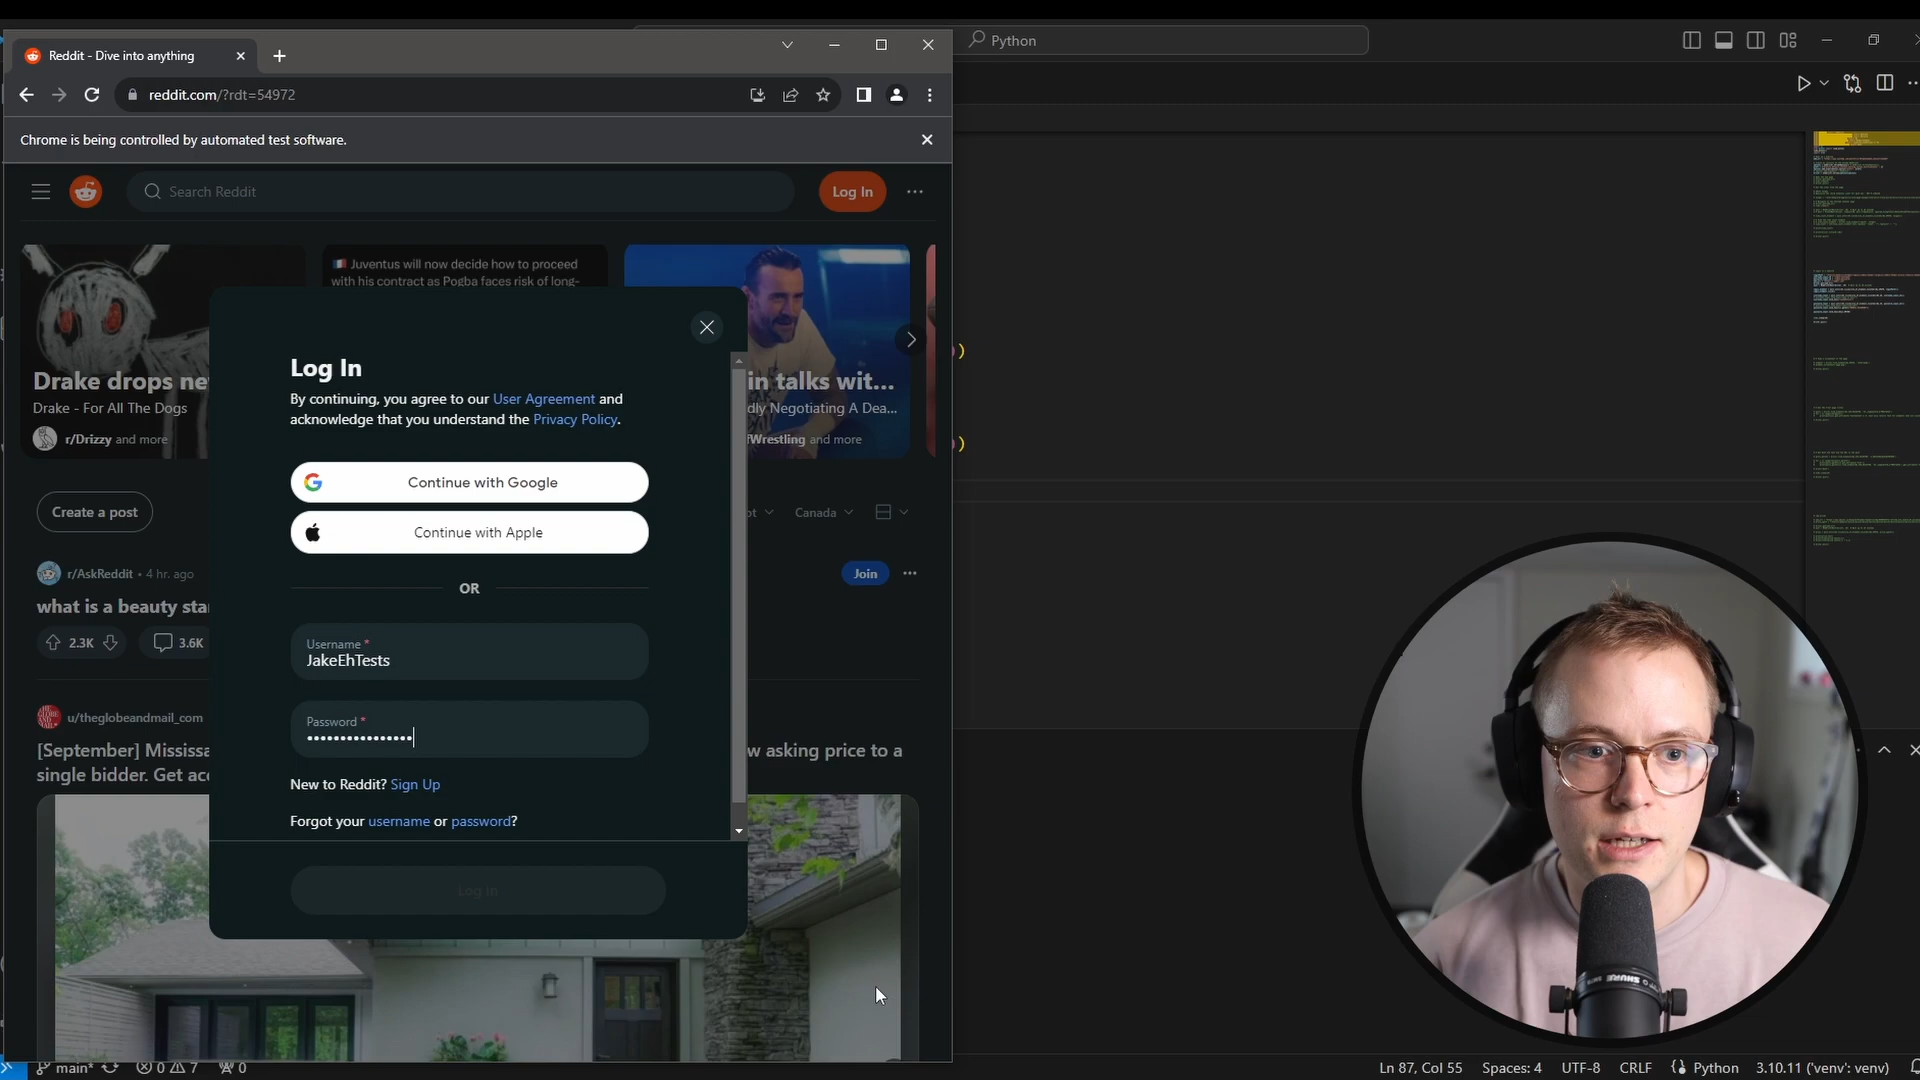 Python
Reddit - Dive into anything
reddit.com/?rdt=54972
Chrome is being controlled by automated test software.
Search Reddit
Log In
Juventus will now decide how to proceed
with his contract as Pogba faces risk of long-
Drake drops ne
Drake - For All The Dogs
r/Drizzy and more
in talks wit...
dly Negotiating A Dea...
fWrestling and more
Log In
By continuing, you agree to our User Agreement and
acknowledge that you understand the Privacy Policy.
Continue with Google
Continue with Apple
OR
Username *
JakeEhTests
Password *
••••••••••••••••
New to Reddit? Sign Up
Forgot your username or password?
Log In
Create a post
ot
Canada
r/AskReddit • 4 hr. ago
Join
•••
what is a beauty sta
2.3K
3.6K
u/theglobeandmail_com
[September] Mississa
w asking price to a
single bidder. Get acc
)
)
SHURE
main*
0
7
0
Ln 87, Col 55
Spaces: 4
UTF-8
CRLF
Python
3.10.11 ('venv': venv)